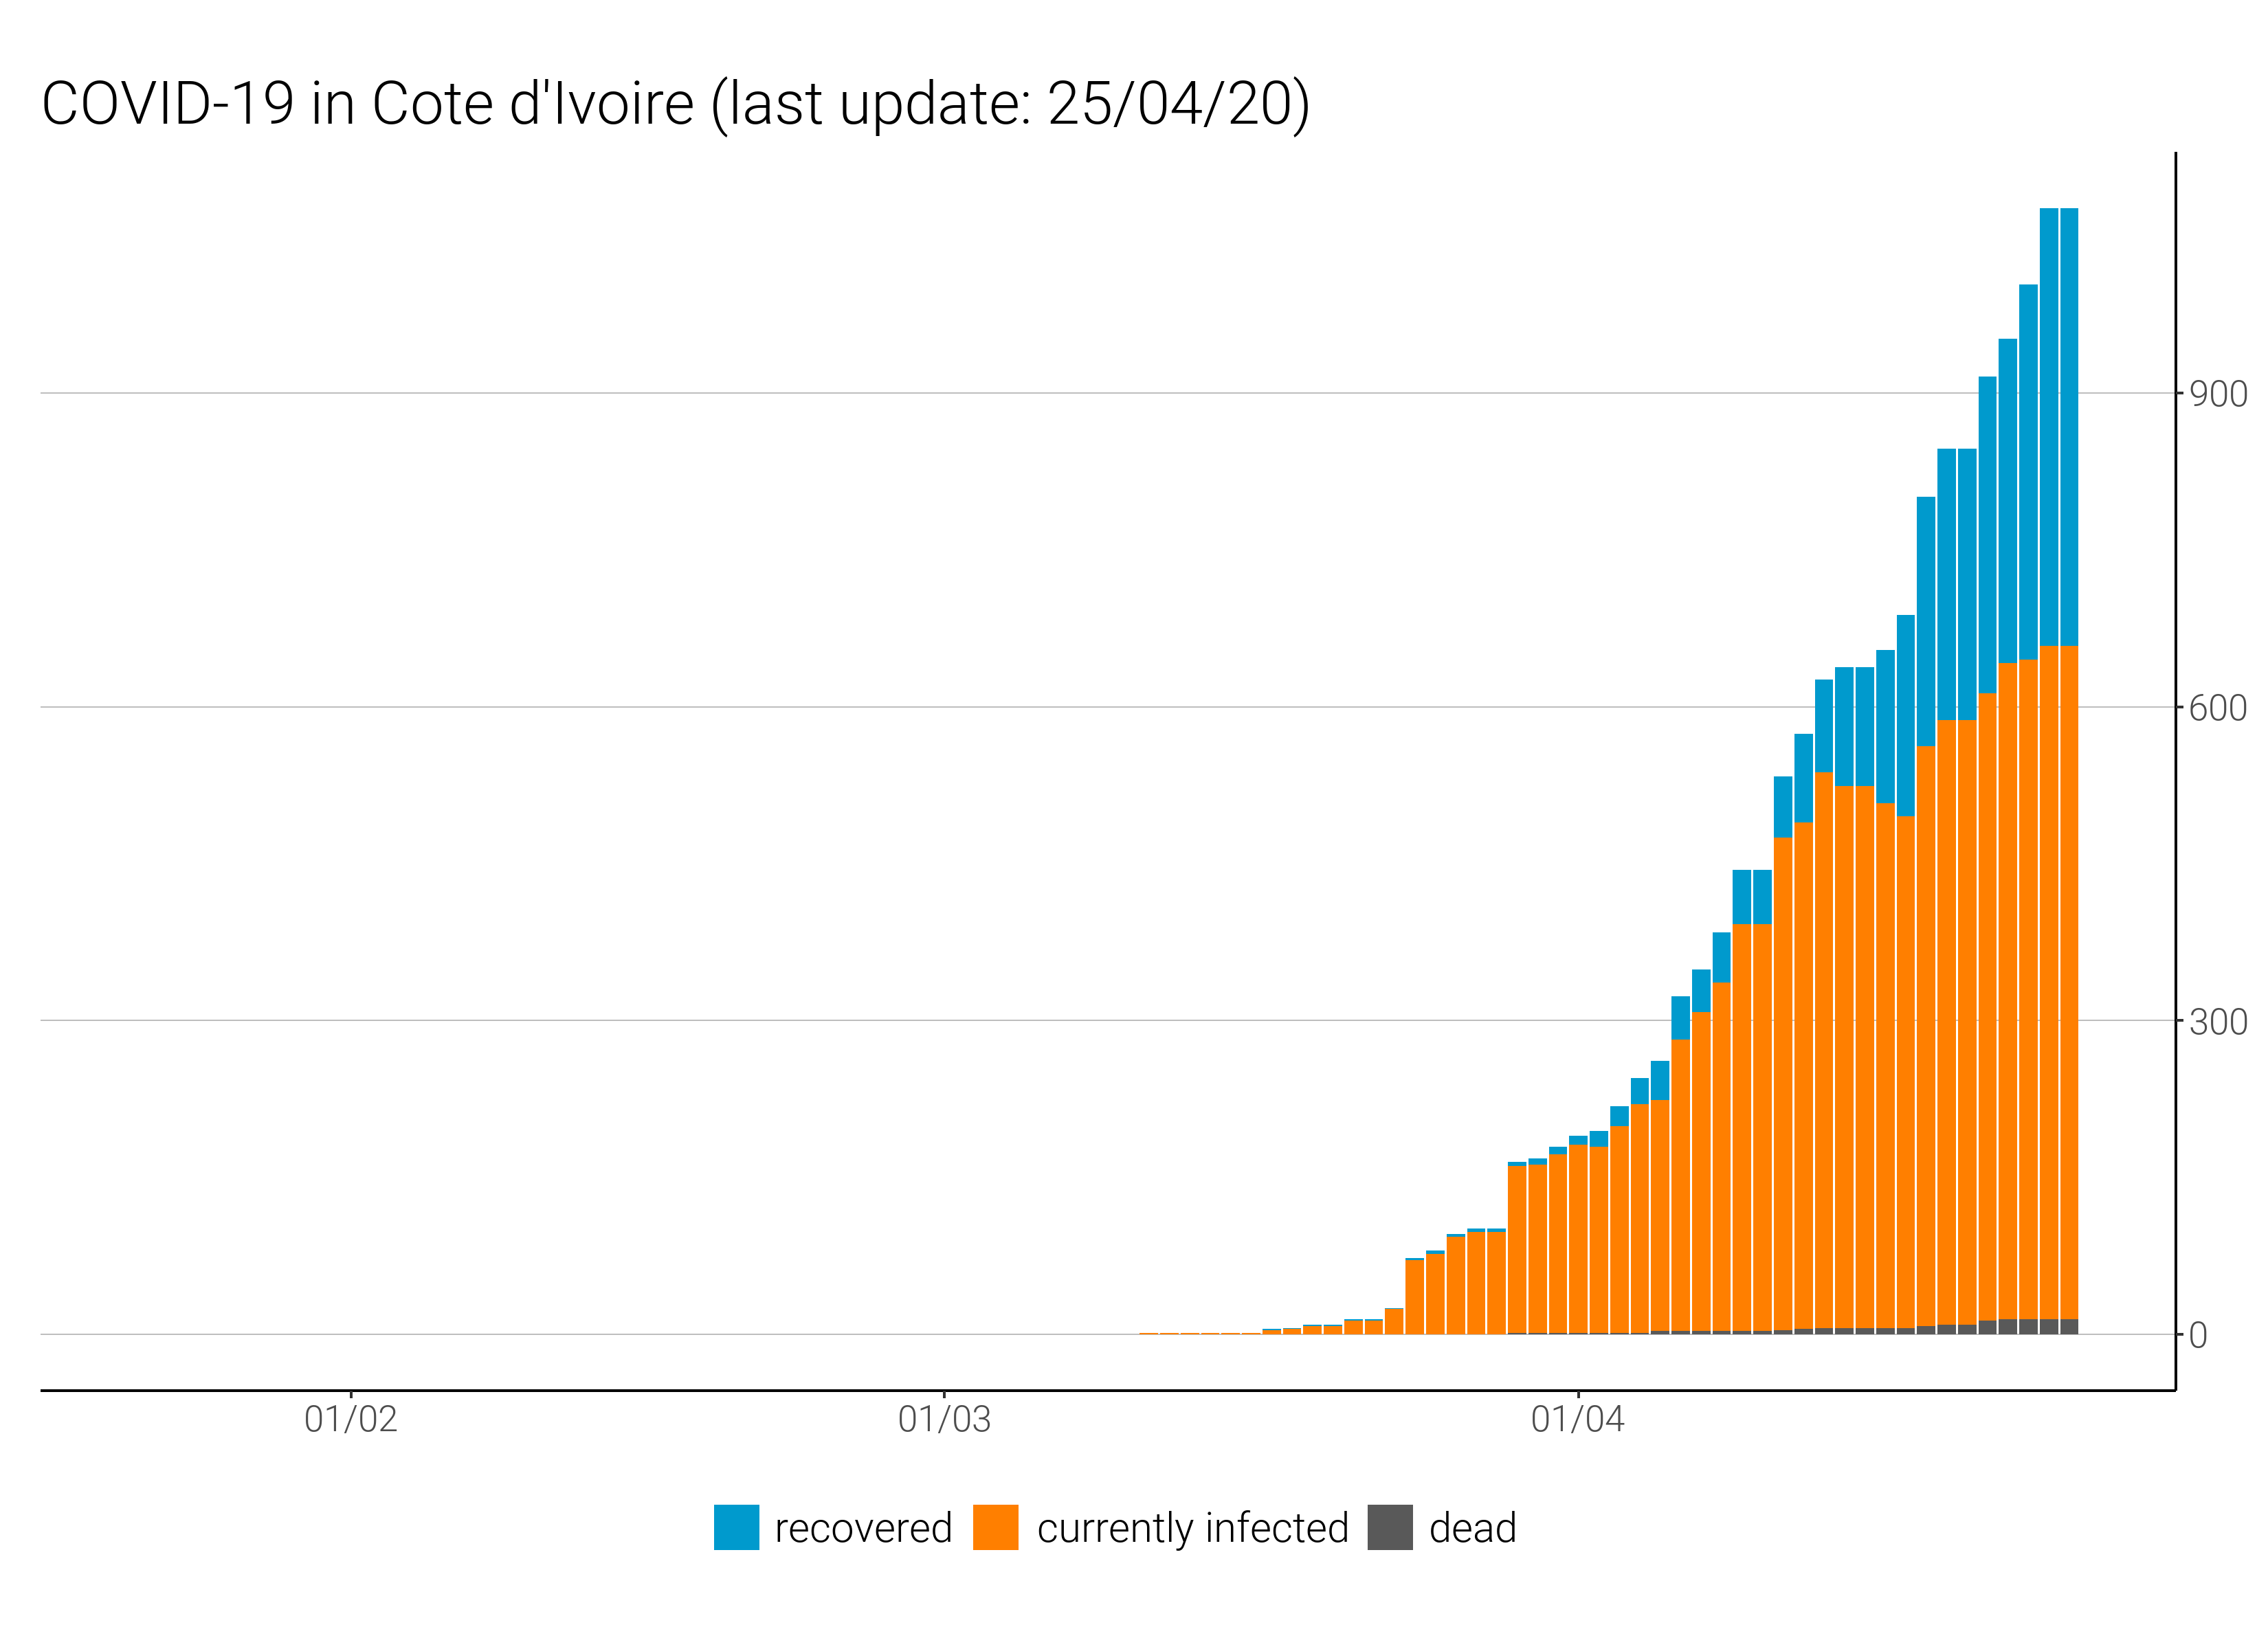 COVID-19 in Cote d'Ivoire (last update: 25/04/20)
900
600
300
0
01/02 01/03 01/04
recovered currently infected dead